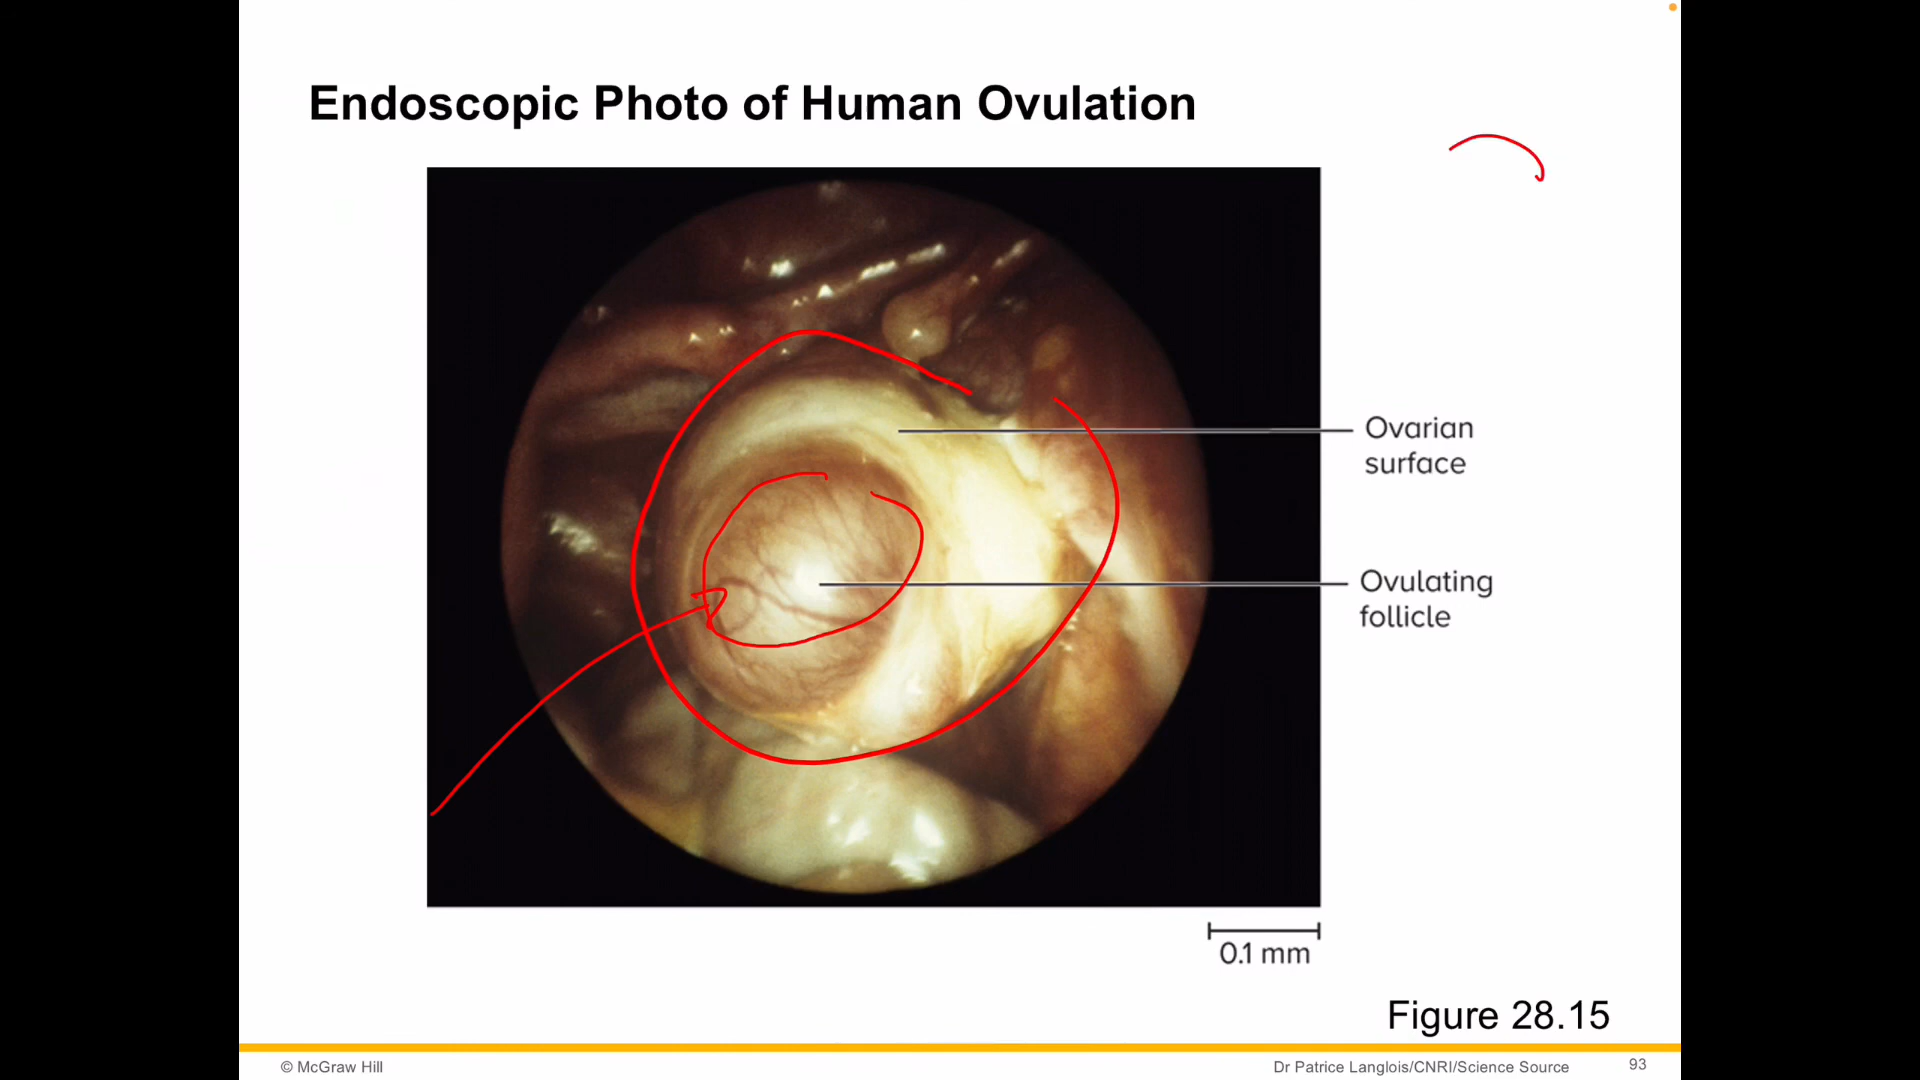 Endoscopic Photo of Human Ovulation
Ovarian
surface
Ovulating
follicle
0.1 mm
Figure 28.15
© McGraw Hill
Dr Patrice Langlois/CNRI/Science Source
93